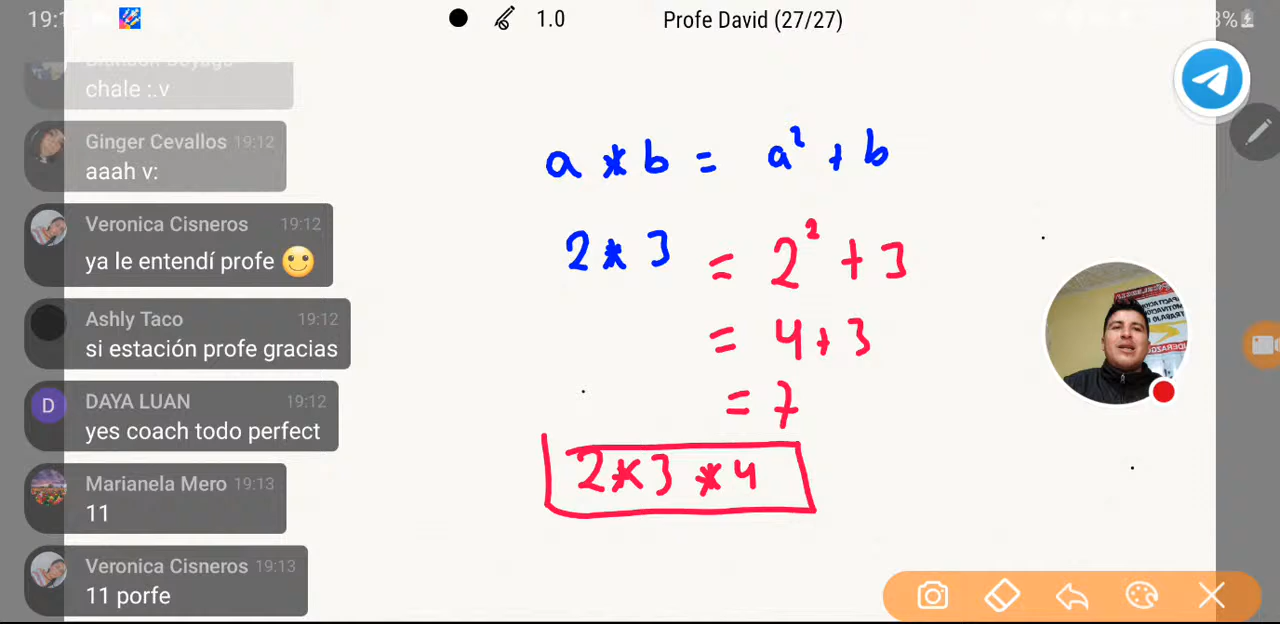 1.0
Profe David (27/27)
chale :.v
Ginger Cevallos 19:12
aaah v:
Veronica Cisneros 19:12
ya le entendí profe
Ashly Taco 19:12
si estación profe gracias
D
DAYA LUAN 19:12
yes coach todo perfect
Marianela Mero 19:13
11
Veronica Cisneros 19:13
11 porfe
a * b = a² + b
2 * 3 = 2² + 3
= 4 + 3
= 7
2 * 3 * 4